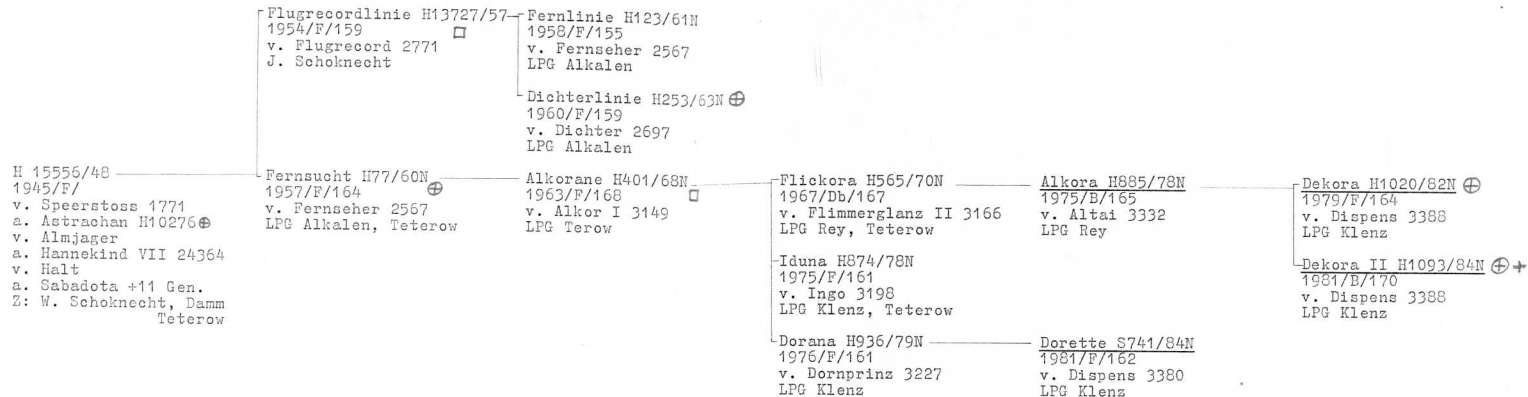 H 15556/48
1945/F/
v. Speerstoss 1771
a. Astrachan H10276⊕
v. Almjager
a. Hannekind VII 24364
v. Halt
a. Sabadota +11 Gen.
Z: W. Schoknecht, Damm
Teterow
Flugrecordlinie H13727/57
1954/F/159 □
v. Flugrecord 2771
J. Schoknecht
Fernlinie H123/61N
1958/F/155
v. Fernseher 2567
LPG Alkalen
Dichterlinie H253/63N ⊕
1960/F/159
v. Dichter 2697
LPG Alkalen
Fernsucht H77/60N
1957/F/164 ⊕
v. Fernseher 2567
LPG Alkalen, Teterow
Alkorane H401/68N
1963/F/168 □
v. Alkor I 3149
LPG Terow
Flickora H565/70N
1967/Db/167
v. Flimmerglanz II 3166
LPG Rey, Teterow
Alkora H885/78N
1975/B/165
v. Altai 3332
LPG Rey
Dekora H1020/82N ⊕
1979/F/164
v. Dispens 3388
LPG Klenz
Dekora II H1093/84N ⊕ +
1981/B/170
v. Dispens 3388
LPG Klenz
Iduna H874/78N
1975/F/161
v. Ingo 3198
LPG Klenz, Teterow
Dorana H936/79N
1976/F/161
v. Dornprinz 3227
LPG Klenz
Dorette S741/84N
1981/F/162
v. Dispens 3380
LPG Klenz